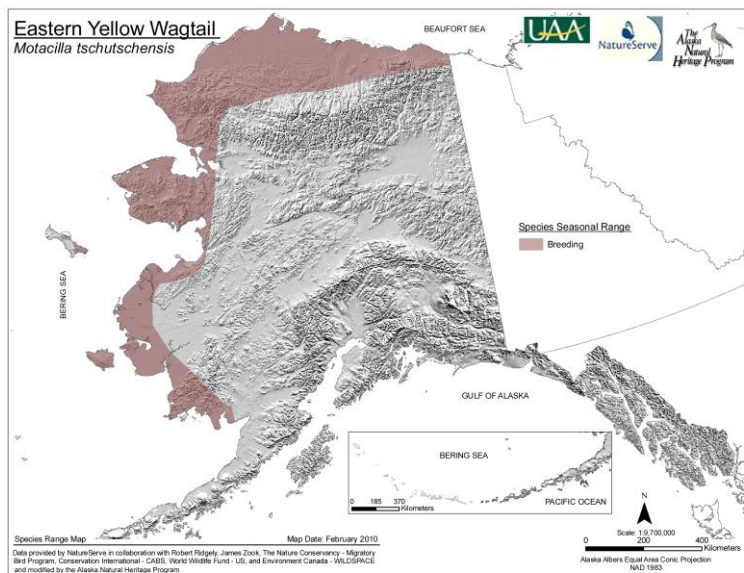 Eastern Yellow Wagtail
Motacilla tschutschensis
BEAUFORT SEA
UAA
NatureServe
The
Alaska
Natural
Heritage Program
Species Seasonal Range
Breeding
BERING SEA
GULF OF ALASKA
BERING SEA
0 185 370
Kilometers
PACIFIC OCEAN
N
Scale: 1:9,700,000
0 200 400
Kilometers
Alaska Albers Equal Area Conic Projection
NAD 1983
Species Range Map
Map Date: February 2010
Data provided by NatureServe in collaboration with Robert Ridgely, James Zook, The Nature Conservancy - Migratory
Bird Program, Conservation International - CABS, World Wildlife Fund - US, and Environment Canada - WILDSPACE
and modified by the Alaska Natural Heritage Program